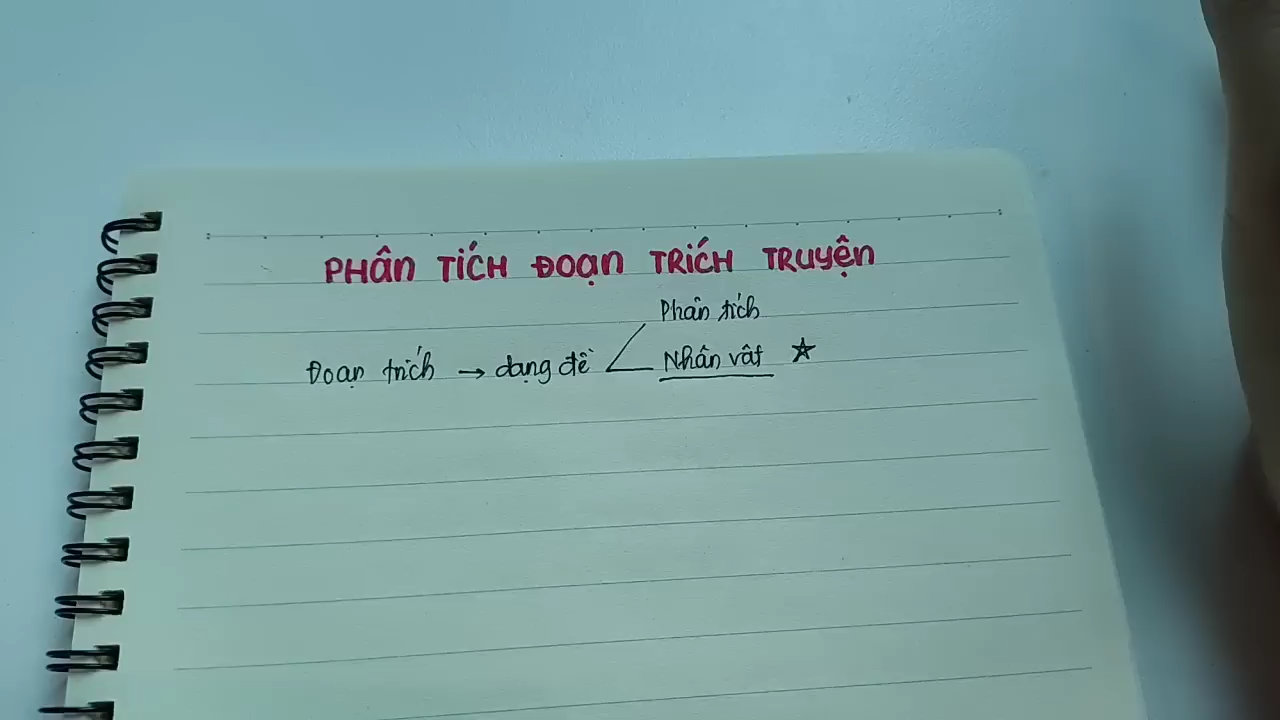 PHÂN TÍCH ĐOẠN TRÍCH TRUYỆN
Phân tích
Đoạn trích → dạng đề
Nhân vật ☆